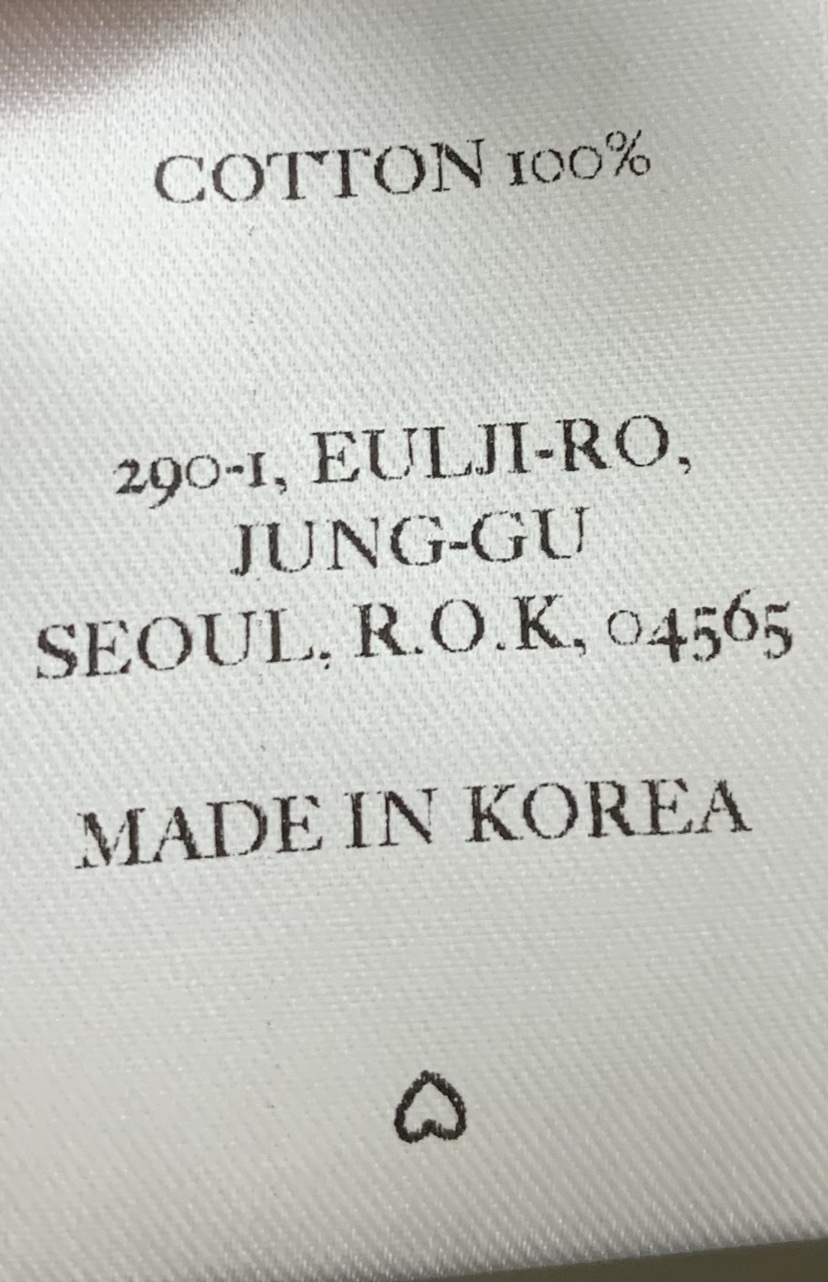 COTTON 100%
290-1, EULJI-RO,
JUNG-GU
SEOUL, R.O.K, 04565
MADE IN KOREA